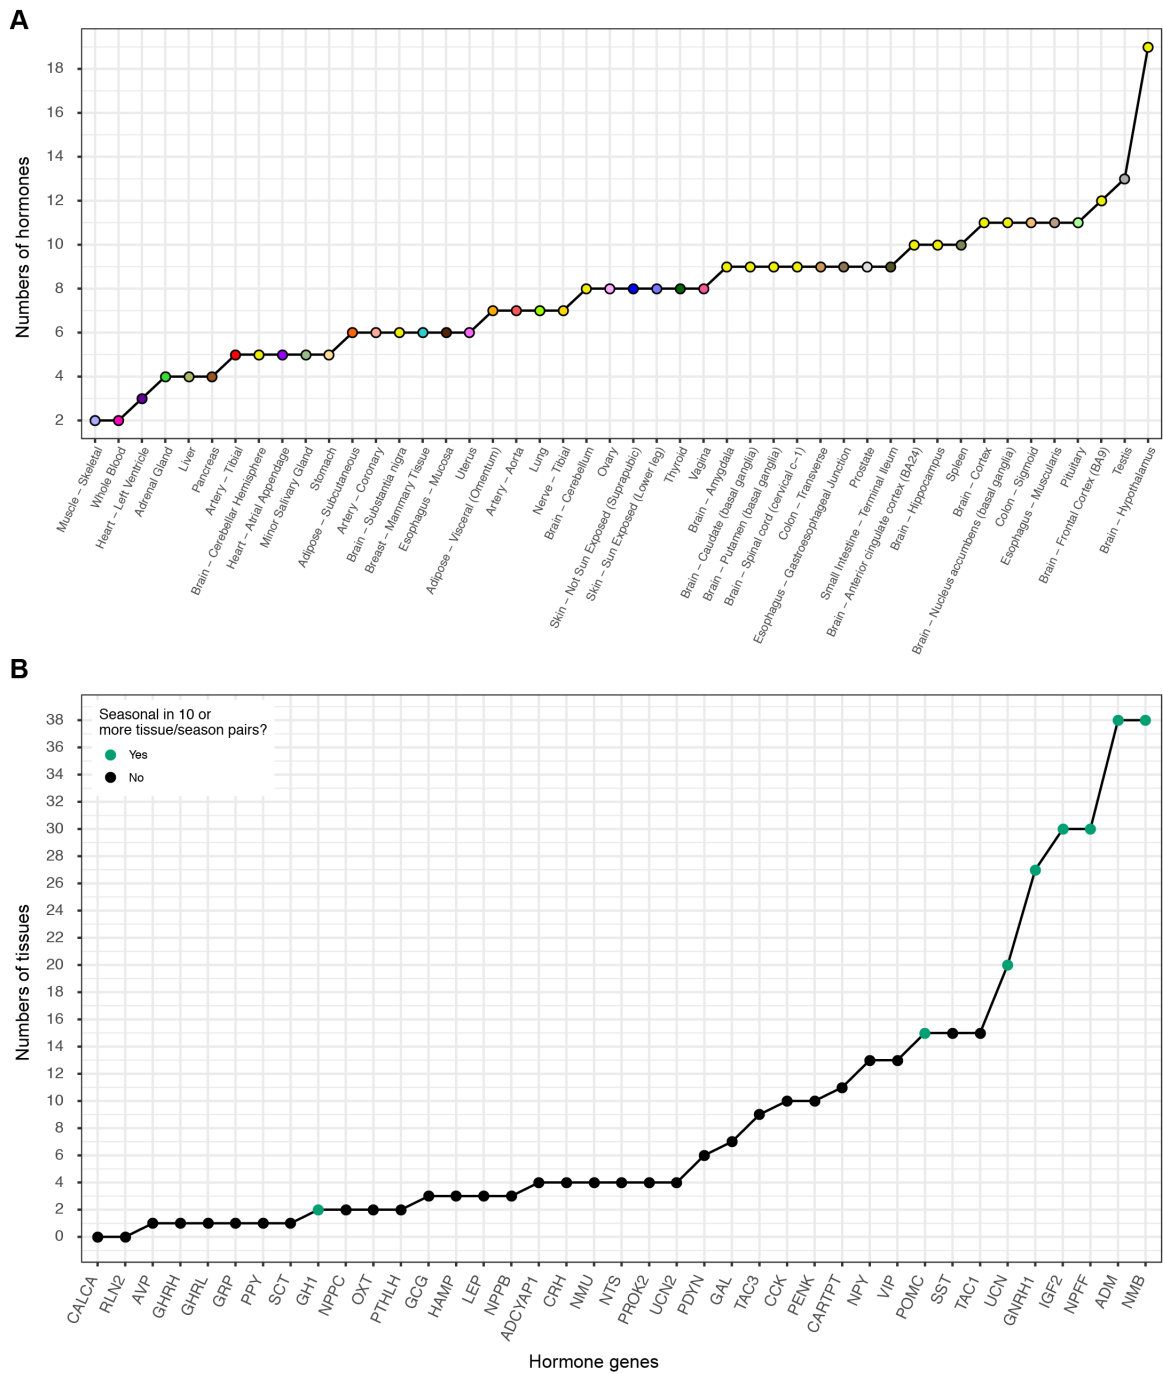 A
Numbers of hormones
18
16
14
12
10
8
6
4
2
Muscle – Skeletal
Whole Blood
Heart – Left Ventricle
Adrenal Gland
Liver
Pancreas
Artery – Tibial
Brain – Cerebellar Hemisphere
Heart – Atrial Appendage
Minor Salivary Gland
Stomach
Adipose – Subcutaneous
Artery – Coronary
Brain – Substantia nigra
Breast – Mammary Tissue
Esophagus – Mucosa
Uterus
Adipose – Visceral (Omentum)
Artery – Aorta
Lung
Nerve – Tibial
Brain – Cerebellum
Ovary
Skin – Not Sun Exposed (Suprapubic)
Skin – Sun Exposed (Lower leg)
Thyroid
Vagina
Brain – Amygdala
Brain – Caudate (basal ganglia)
Brain – Putamen (basal ganglia)
Brain – Spinal cord (cervical c–1)
Colon – Transverse
Esophagus – Gastroesophageal Junction
Prostate
Small Intestine – Terminal Ileum
Brain – Anterior cingulate cortex (BA24)
Brain – Hippocampus
Spleen
Brain – Cortex
Brain – Nucleus accumbens (basal ganglia)
Colon – Sigmoid
Esophagus – Muscularis
Pituitary
Brain – Frontal Cortex (BA9)
Testis
Brain – Hypothalamus
B
Numbers of tissues
38
36
34
32
30
28
26
24
22
20
18
16
14
12
10
8
6
4
2
0
Seasonal in 10 or
more tissue/season pairs?
Yes
No
CALCA
RLN2
AVP
GHRH
GHRL
GRP
PPY
SCT
GH1
NPPC
OXT
PTHLH
GCG
HAMP
LEP
NPPB
ADCYAP1
CRH
NMU
NTS
PROK2
UCN2
PDYN
GAL
TAC3
CCK
PENK
CARTPT
NPY
VIP
POMC
SST
TAC1
UCN
GNRH1
IGF2
NPFF
ADM
NMB
Hormone genes